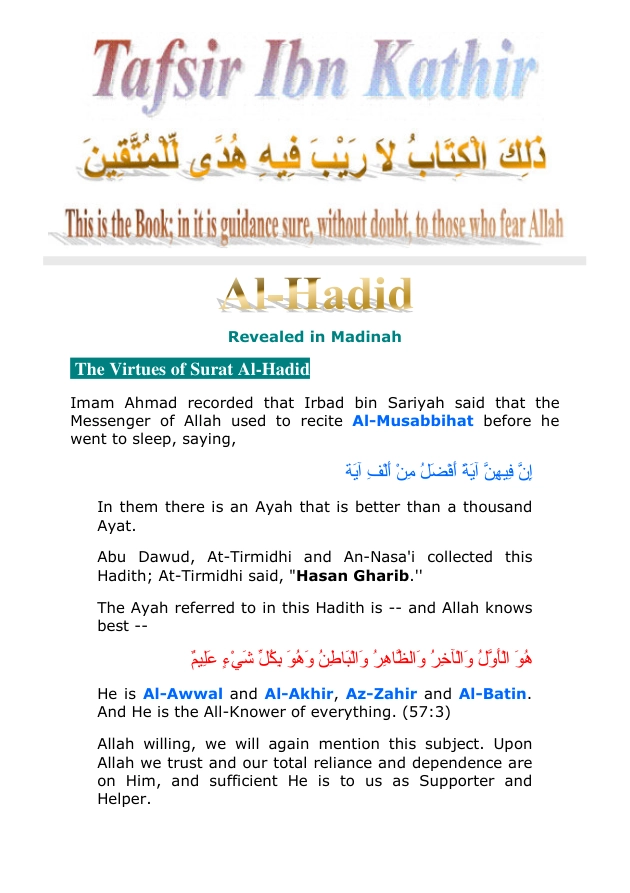 Tafsir Ibn Kathir
ذَلِكَ الْكِتَابُ لاَ رَيْبَ فِيهِ هُدًى لِّلْمُتَّقِينَ
This is the Book; in it is guidance sure, without doubt, to those who fear Allah
Al-Hadid
Revealed in Madinah
The Virtues of Surat Al-Hadid
Imam Ahmad recorded that Irbad bin Sariyah said that the
Messenger of Allah used to recite Al-Musabbihat before he
went to sleep, saying,
إِنَّ فِيهِنَّ آيَةً أَفْضَلُ مِنْ أَلْفِ آيَة
In them there is an Ayah that is better than a thousand
Ayat.
Abu Dawud, At-Tirmidhi and An-Nasa'i collected this
Hadith; At-Tirmidhi said, "Hasan Gharib.''
The Ayah referred to in this Hadith is -- and Allah knows
best --
هُوَ الْأَوَّلُ وَالْآخِرُ وَالظَّاهِرُ وَالْبَاطِنُ وَهُوَ بِكُلِّ شَيْءٍ عَلِيمٌ
He is Al-Awwal and Al-Akhir, Az-Zahir and Al-Batin.
And He is the All-Knower of everything. (57:3)
Allah willing, we will again mention this subject. Upon
Allah we trust and our total reliance and dependence are
on Him, and sufficient He is to us as Supporter and
Helper.